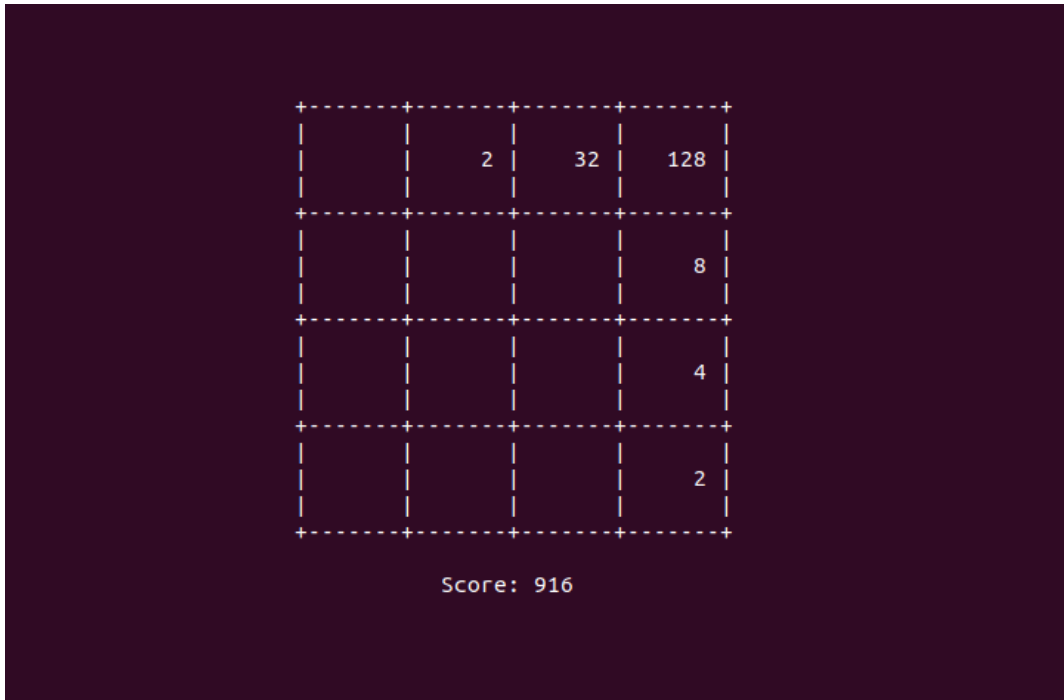 +-------+-------+-------+-------+
|       |       |       |       |
|       |     2 |    32 |   128 |
|       |       |       |       |
+-------+-------+-------+-------+
|       |       |       |       |
|       |       |       |     8 |
|       |       |       |       |
+-------+-------+-------+-------+
|       |       |       |       |
|       |       |       |     4 |
|       |       |       |       |
+-------+-------+-------+-------+
|       |       |       |       |
|       |       |       |     2 |
|       |       |       |       |
+-------+-------+-------+-------+
Score: 916